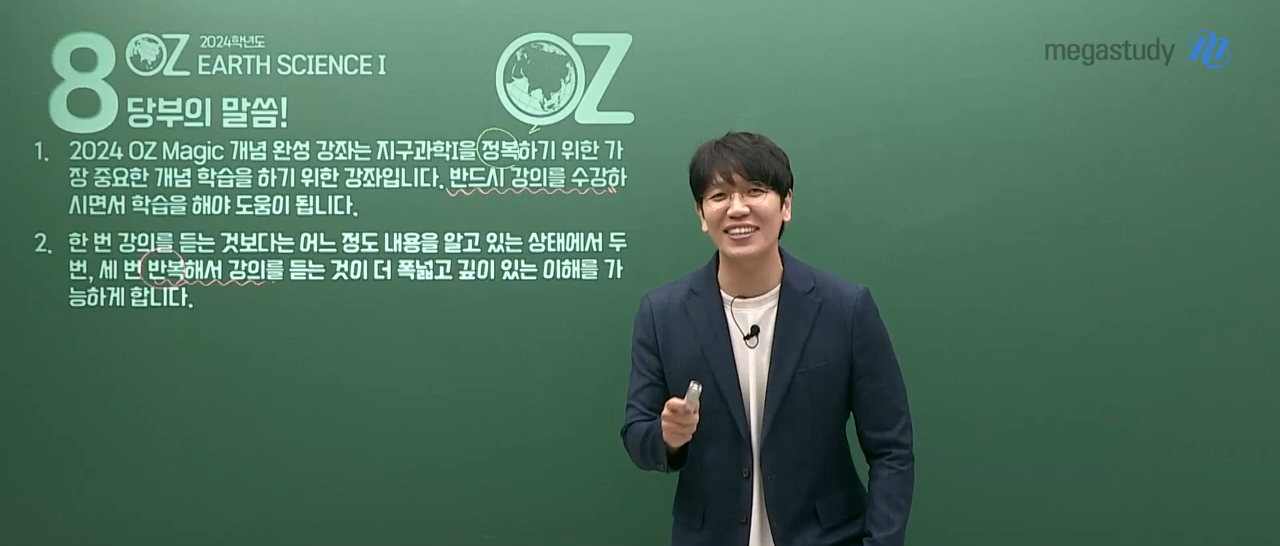 8
OZ
2024학년도
EARTH SCIENCE I
당부의 말씀!
OZ
megastudy
1. 2024 OZ Magic 개념 완성 강좌는 지구과학I을 정복하기 위한 가
장 중요한 개념 학습을 하기 위한 강좌입니다. 반드시 강의를 수강하
시면서 학습을 해야 도움이 됩니다.
2. 한 번 강의를 듣는 것보다는 어느 정도 내용을 알고 있는 상태에서 두
번, 세 번 반복해서 강의를 듣는 것이 더 폭넓고 깊이 있는 이해를 가
능하게 합니다.